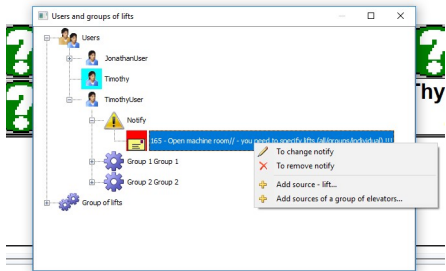 Users and groups of lifts
Users
JonathanUser
Timothy
hy
TimothyUser
Notify
165 - Open machine room// - you need to specify lifts (all/groups/individual) !!!
To change notify
To remove notify
Group 1 Group 1
Add source - lift...
Group 2 Group 2
Add sources of a group of elevators...
Group of lifts